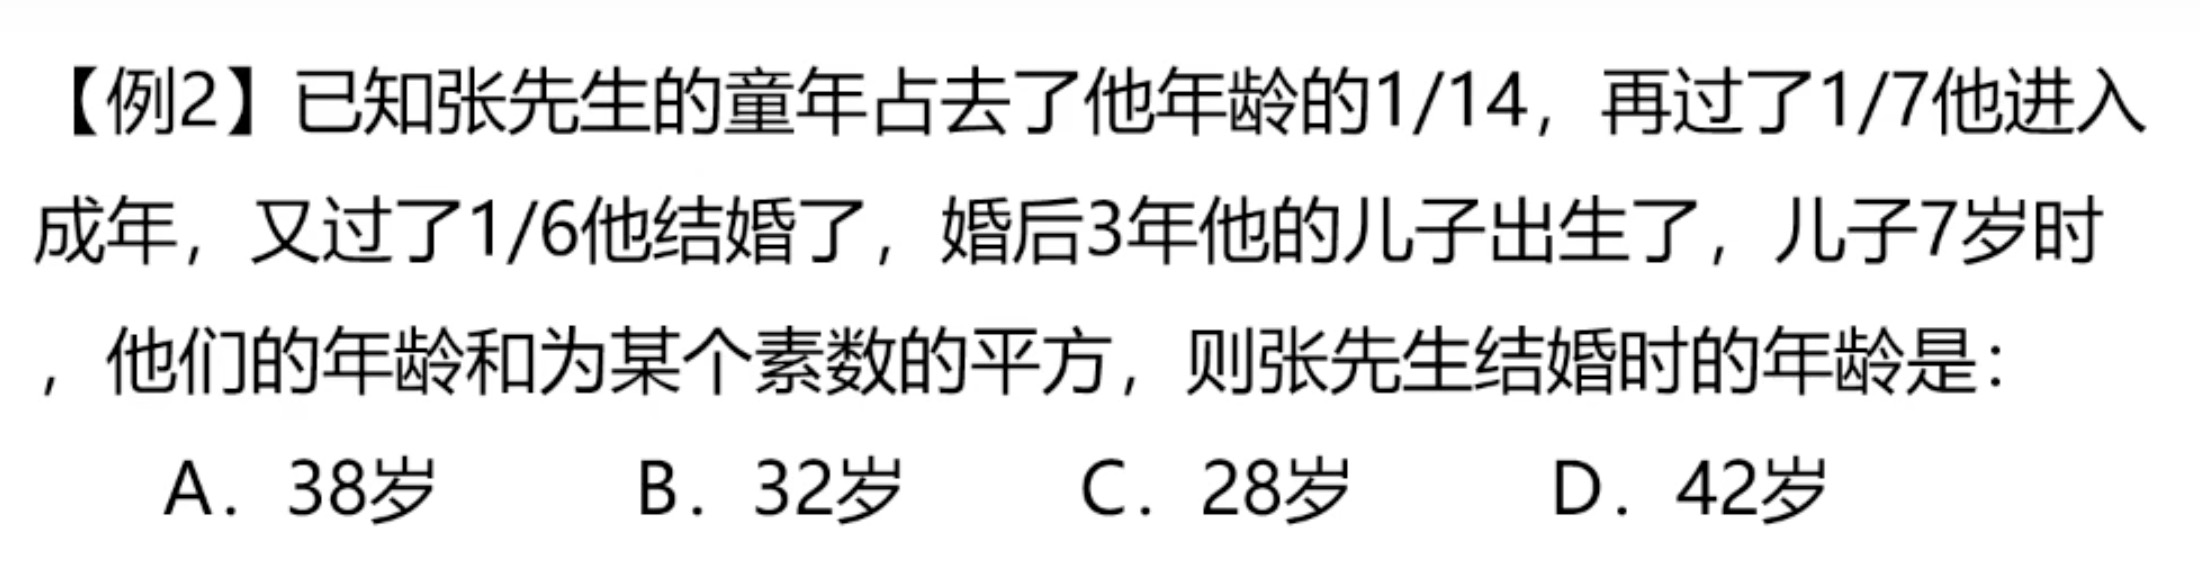 【例2】已知张先生的童年占去了他年龄的1/14，再过了1/7他进入
成年，又过了1/6他结婚了，婚后3年他的儿子出生了，儿子7岁时
，他们的年龄和为某个素数的平方，则张先生结婚时的年龄是：
A．38岁 B．32岁 C．28岁 D．42岁